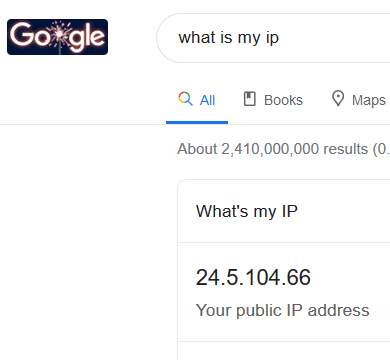 Google
what is my ip
All Books Maps
About 2,410,000,000 results (0.
What's my IP
24.5.104.66
Your public IP address